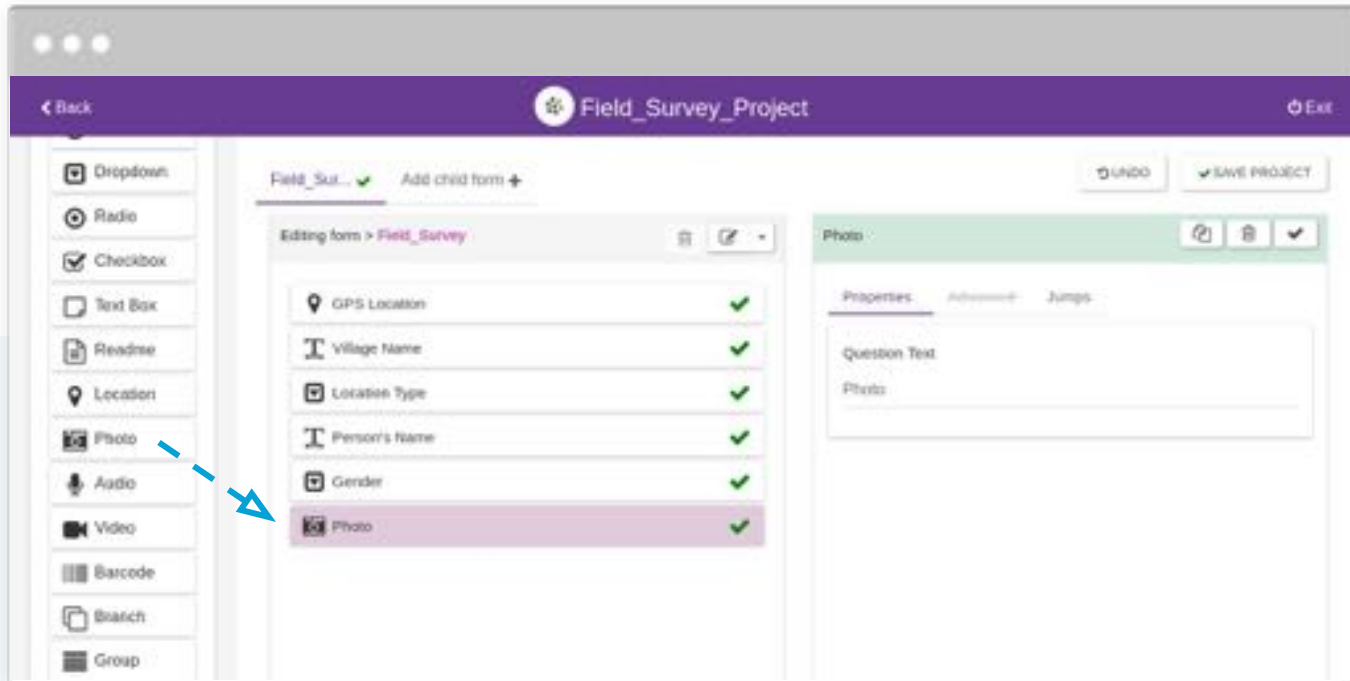 Back
Field_Survey_Project
Exit
Dropdown
Radio
Checkbox
Text Box
Readme
Location
Photo
Audio
Video
Barcode
Branch
Group
Field_Sur...
Add child form
UNDO
SAVE PROJECT
Editing form > Field_Survey
GPS Location
Village Name
Location Type
Person's Name
Gender
Photo
Photo
Properties
Advanced
Jumps
Question Text
Photo